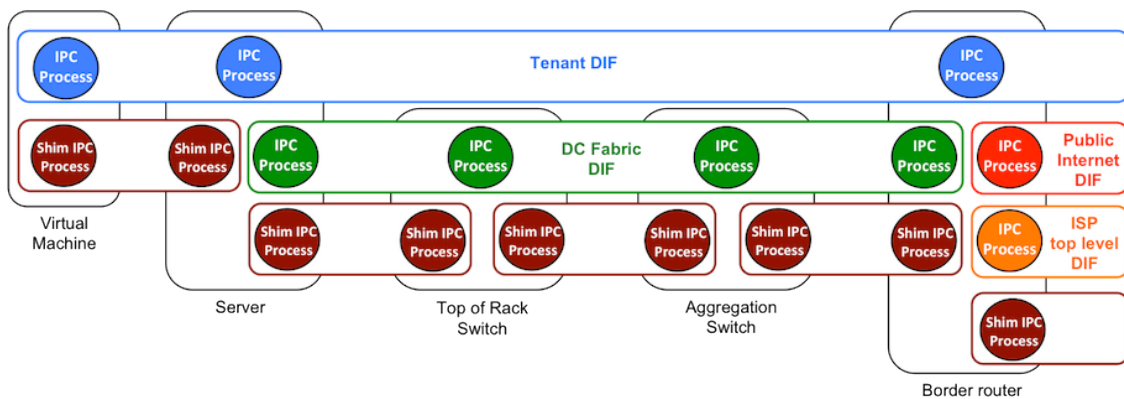 IPC
Process
IPC
Process
Tenant DIF
IPC
Process
Shim IPC
Process
Shim IPC
Process
IPC
Process
IPC
Process
DC Fabric
DIF
IPC
Process
IPC
Process
IPC
Process
Public
Internet
DIF
Virtual
Machine
Shim IPC
Process
Shim IPC
Process
Shim IPC
Process
Shim IPC
Process
Shim IPC
Process
Shim IPC
Process
IPC
Process
ISP
top level
DIF
Server
Top of Rack
Switch
Aggregation
Switch
Shim IPC
Process
Border router